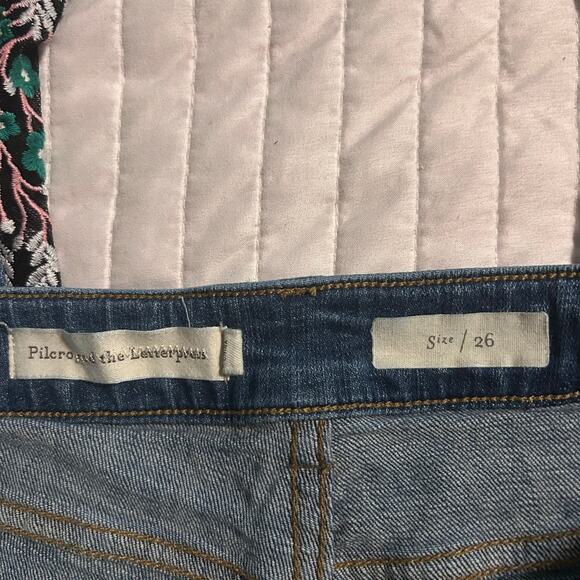 Pilcro and the Letterpress
Size / 26